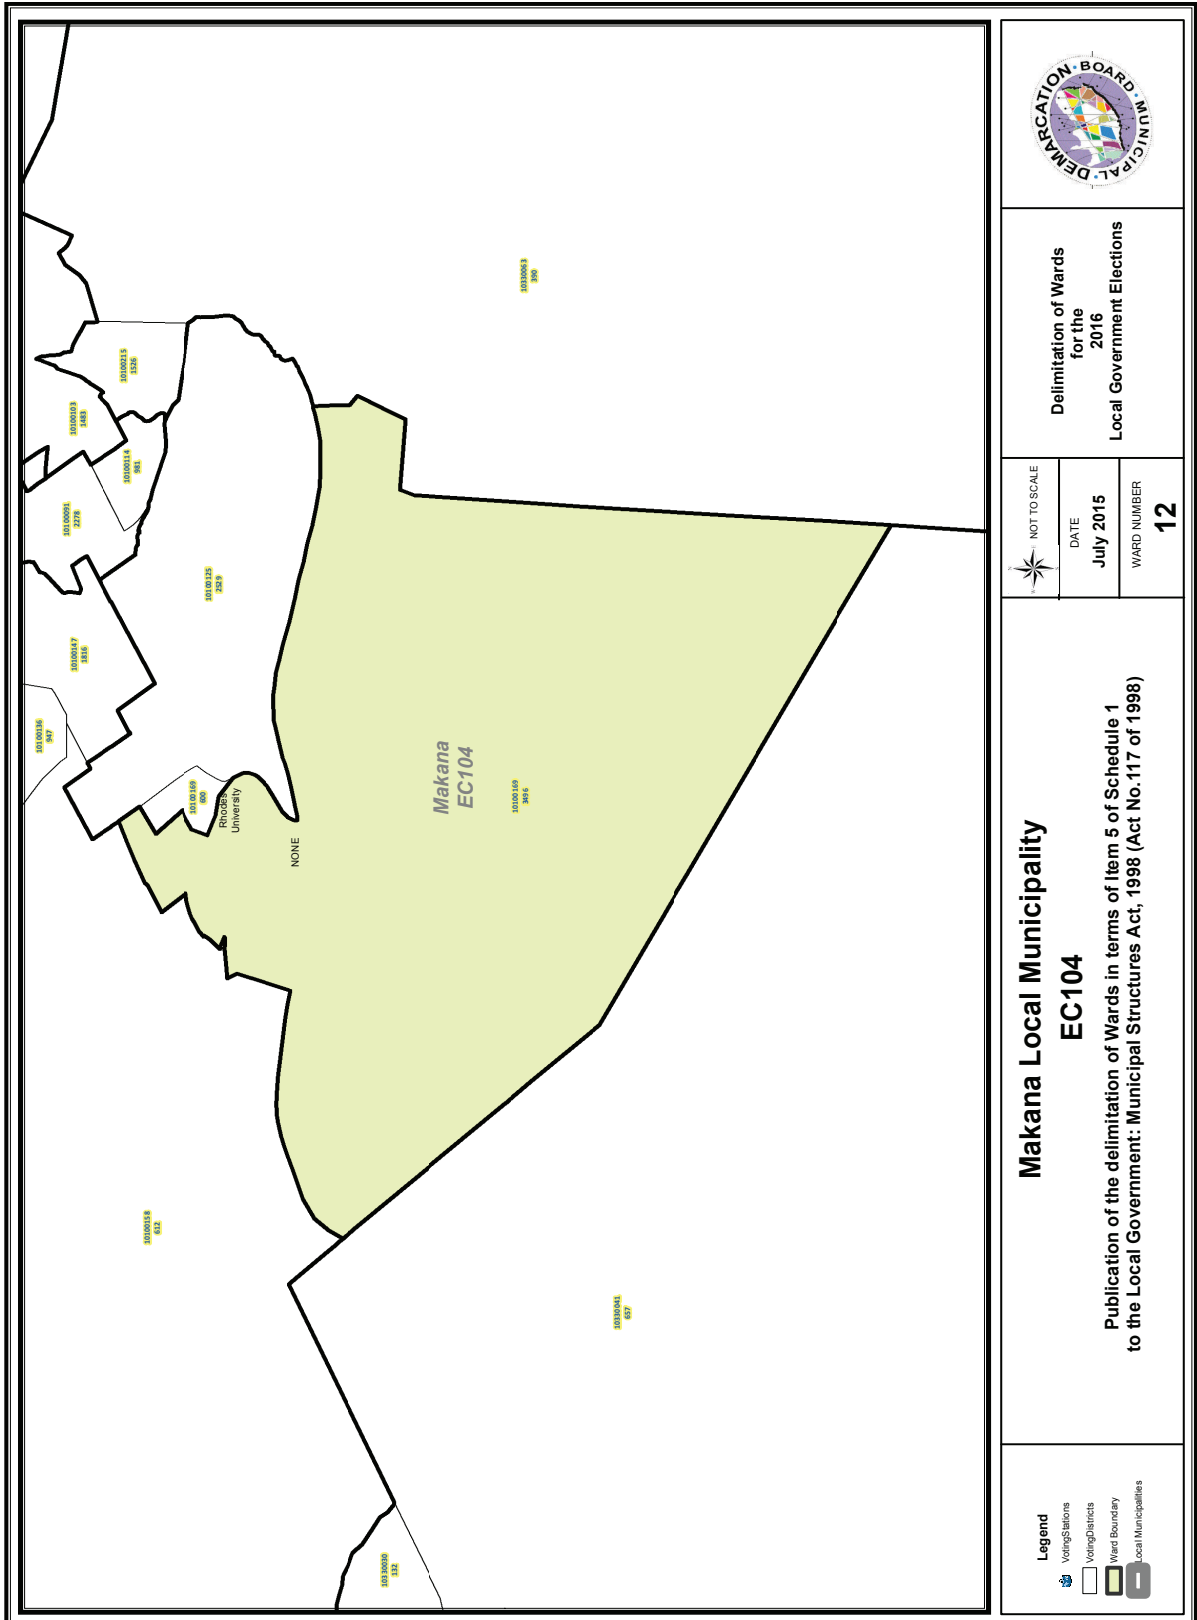 10100136
947
10100147
1816
10100091
2278
10100103
1483
10100114
981
10100215
1526
10100125
2529
10100169
600
Rhodes
University
NONE
10100158
612
10330063
390
Makana
EC104
10100169
3496
10330041
657
10330030
132
Legend
VotingStations
VotingDistricts
Ward Boundary
Local Municipalities
Makana Local Municipality
EC104
Publication of the delimitation of Wards in terms of Item 5 of Schedule 1
to the Local Government: Municipal Structures Act, 1998 (Act No.117 of 1998)
NOT TO SCALE
DATE
July 2015
WARD NUMBER
12
Delimitation of Wards
for the
2016
Local Government Elections
MUNICIPAL · DEMARCATION · BOARD ·